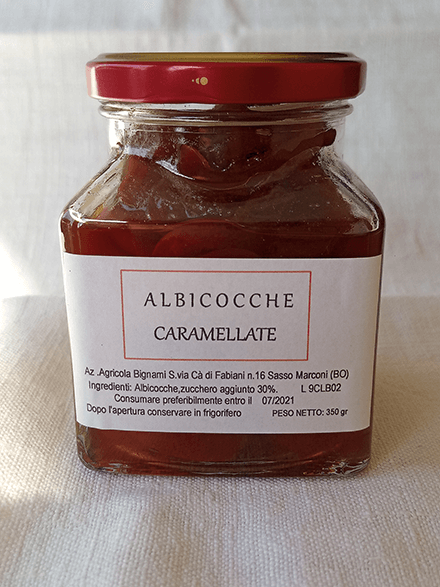 ALBICOCCHE
CARAMELLATE
Az .Agricola Bignami S.via Cà di Fabiani n.16 Sasso Marconi (BO)
Ingredienti: Albicocche,zucchero aggiunto 30%. L 9CLB02
Consumare preferibilmente entro il 07/2021
Dopo l'apertura conservare in frigorifero PESO NETTO: 350 gr